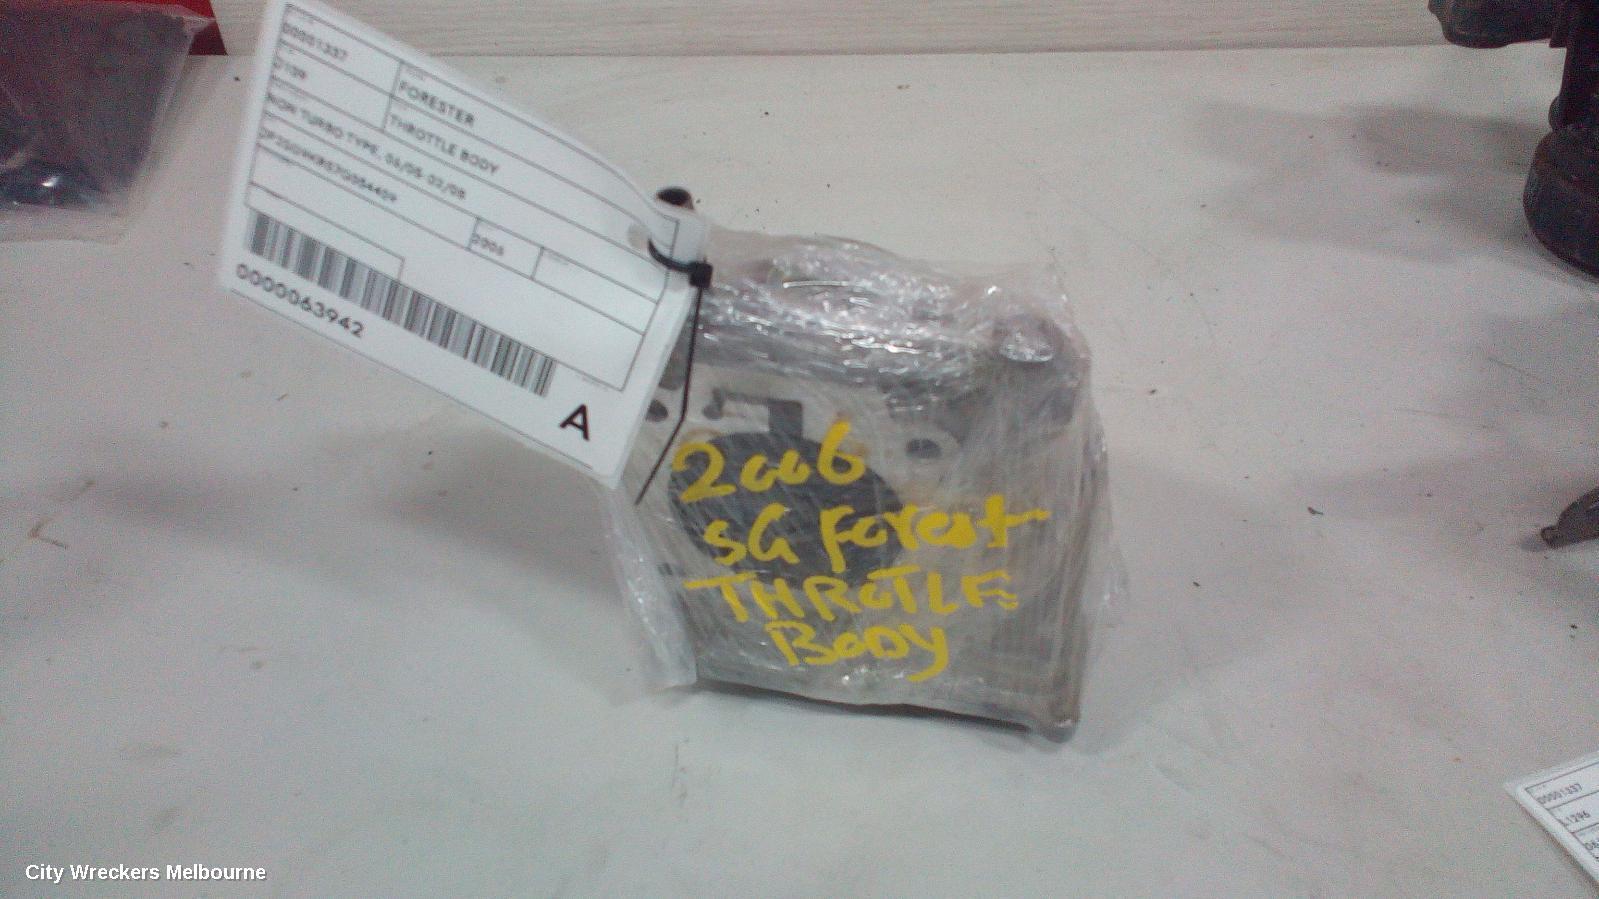 00001337
FORESTER
THROTTLE BODY
NON TURBO TYPE, 06/05-02/08
2006
0000063942
A
2006
SG Forest
THROTLE
BODY
00001337
City Wreckers Melbourne